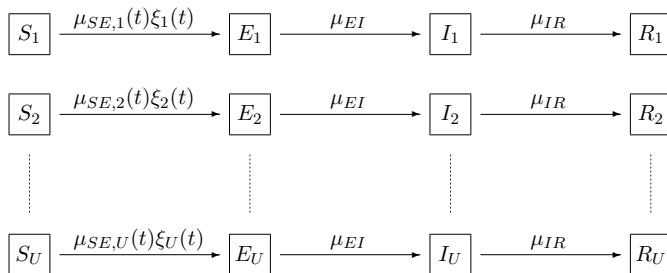 S_1 μ_{SE,1}(t)ξ_1(t) E_1 μ_{EI} I_1 μ_{IR} R_1
S_2 μ_{SE,2}(t)ξ_2(t) E_2 μ_{EI} I_2 μ_{IR} R_2
S_U μ_{SE,U}(t)ξ_U(t) E_U μ_{EI} I_U μ_{IR} R_U